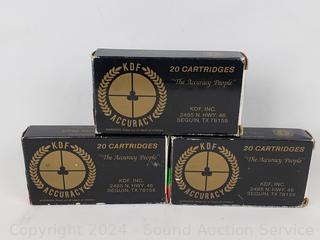 KDF
ACCURACY
20 CARTRIDGES
"The Accuracy People"
KDF, INC.
2485 N. HWY. 46
SEGUIN, TX 78155
KDF
ACCURACY
20 CARTRIDGES
"The Accuracy People"
KDF, INC.
2485 N. HWY. 46
SEGUIN, TX 78155
KDF
ACCURACY
20 CARTRIDGES
"The Accuracy People"
KDF, INC.
2485 N. HWY. 46
SEGUIN, TX 78155
Copyright 2024 - Sound Auction Service